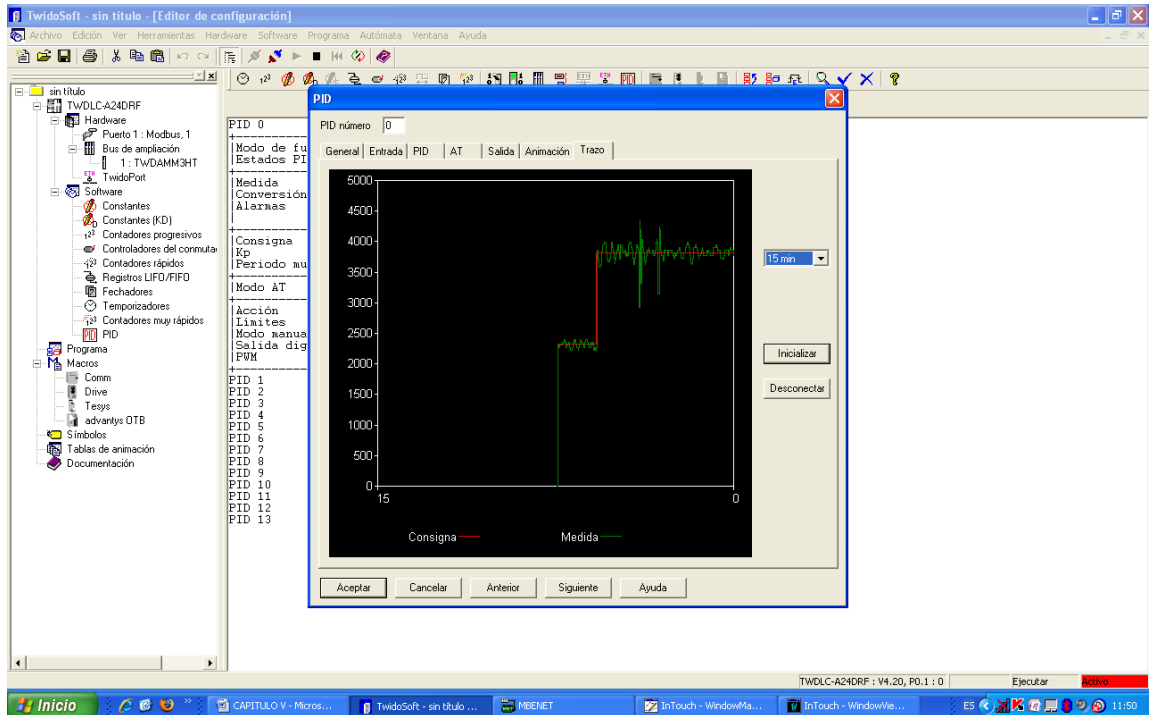 TwidoSoft - sin título - [Editor de configuración]
Archivo Edición Ver Herramientas Hardware Software Programa Autómata Ventana Ayuda
sin título
TWDLC-A24DRF
Hardware
Puerto 1 : Modbus, 1
Bus de ampliación
1 : TWDAMM3HT
TwidoPort
Software
Constantes
Constantes (KD)
Contadores progresivos
Controladores del conmuta
Contadores rápidos
Registros LIFO/FIFO
Fechadores
Temporizadores
Contadores muy rápidos
PID
Programa
Macros
Comm
Drive
Tesys
advantys OTB
Símbolos
Tablas de animación
Documentación
PID 0
Modo de fu
Estados PI
Medida
Conversión
Alarmas
Consigna
Kp
Periodo mu
Modo AT
Acción
Límites
Modo manua
Salida dig
PWM
PID 1
PID 2
PID 3
PID 4
PID 5
PID 6
PID 7
PID 8
PID 9
PID 10
PID 11
PID 12
PID 13
PID
PID número 0
General Entrada PID AT Salida Animación Trazo
5000
4500
4000
3500
3000
2500
2000
1500
1000
500
0
15 0
Consigna Medida
15 min
Inicializar
Desconectar
Aceptar Cancelar Anterior Siguiente Ayuda
TWDLC-A24DRF : V4.20, P0.1 : 0 Ejecutar Activo
Inicio CAPITULO V - Micros... TwidoSoft - sin título ... MBENET InTouch - WindowMa... InTouch - WindowVie... ES 11:50